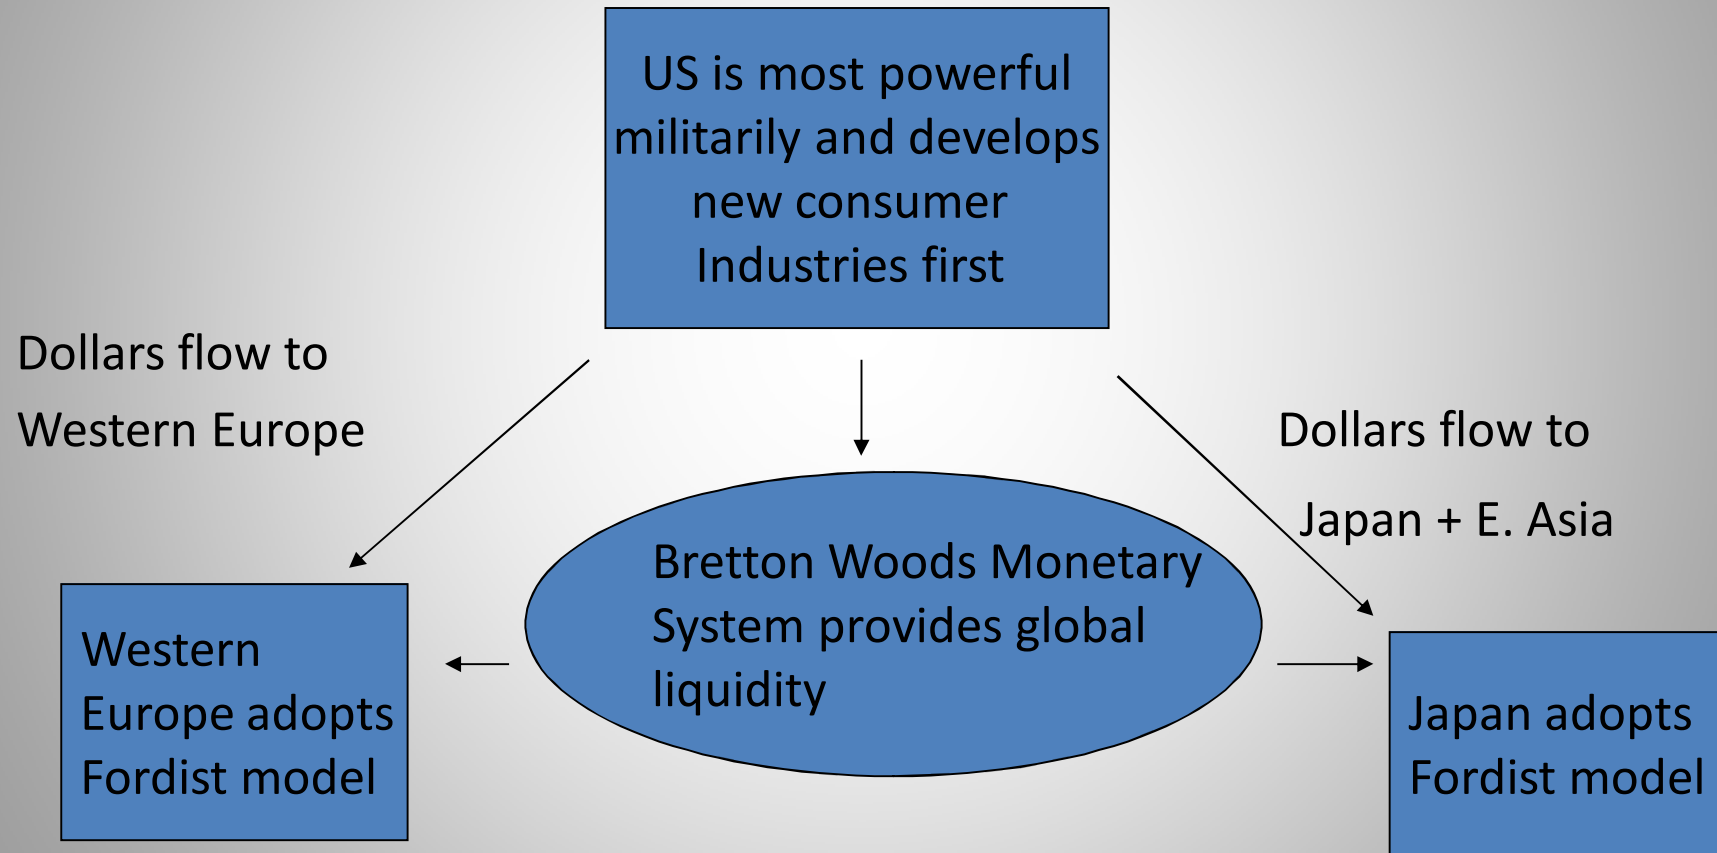 US is most powerful
militarily and develops
new consumer
Industries first
Dollars flow to
Western Europe
Dollars flow to
Japan + E. Asia
Bretton Woods Monetary
System provides global
liquidity
Western
Europe adopts
Fordist model
Japan adopts
Fordist model